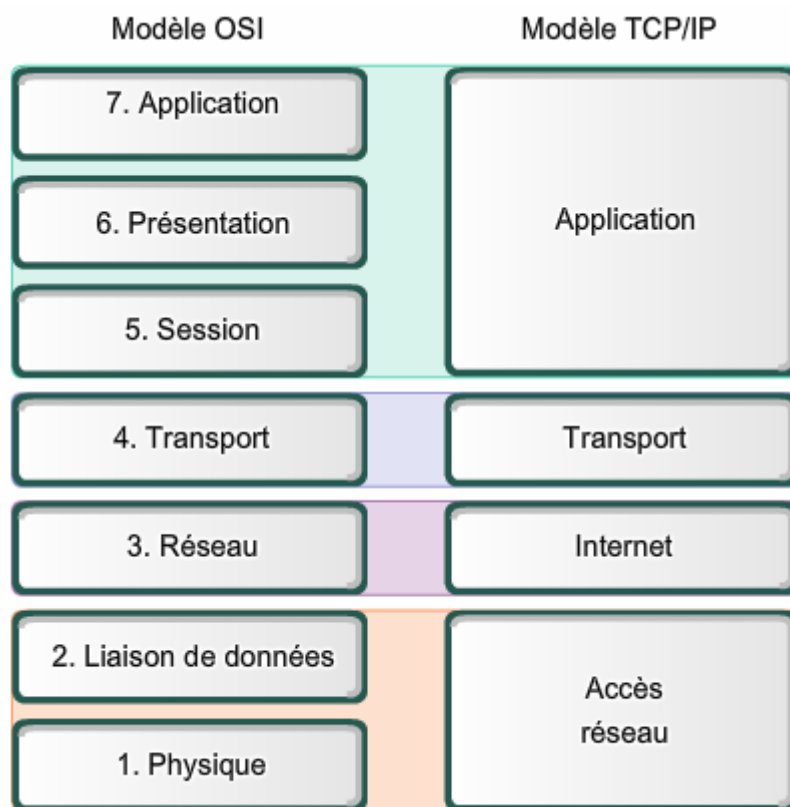 Modèle OSI
Modèle TCP/IP
7. Application
6. Présentation
5. Session
Application
4. Transport
Transport
3. Réseau
Internet
2. Liaison de données
1. Physique
Accès
réseau